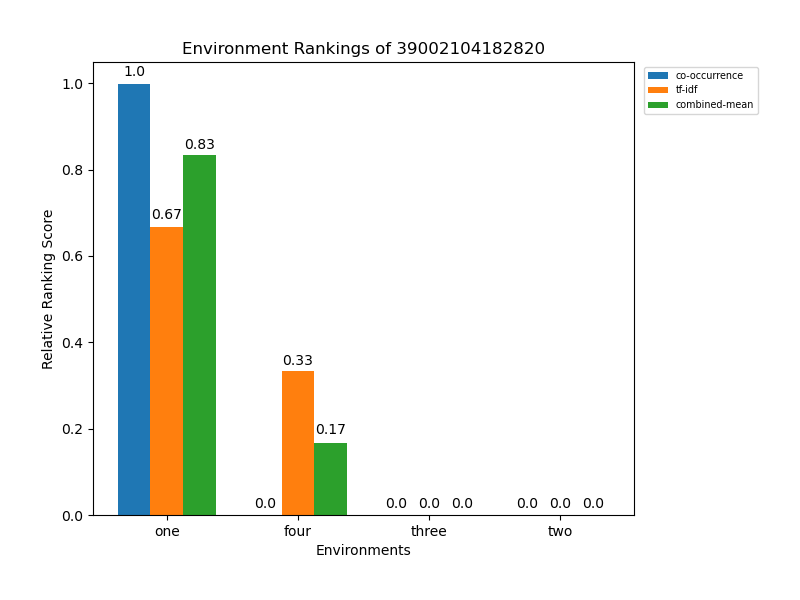 Environment Rankings of 39002104182820
co-occurrence
tf-idf
combined-mean
Relative Ranking Score
1.0
0.8
0.6
0.4
0.2
0.0
1.0
0.67
0.83
0.0
0.33
0.17
0.0 0.0 0.0
0.0 0.0 0.0
one four three two
Environments